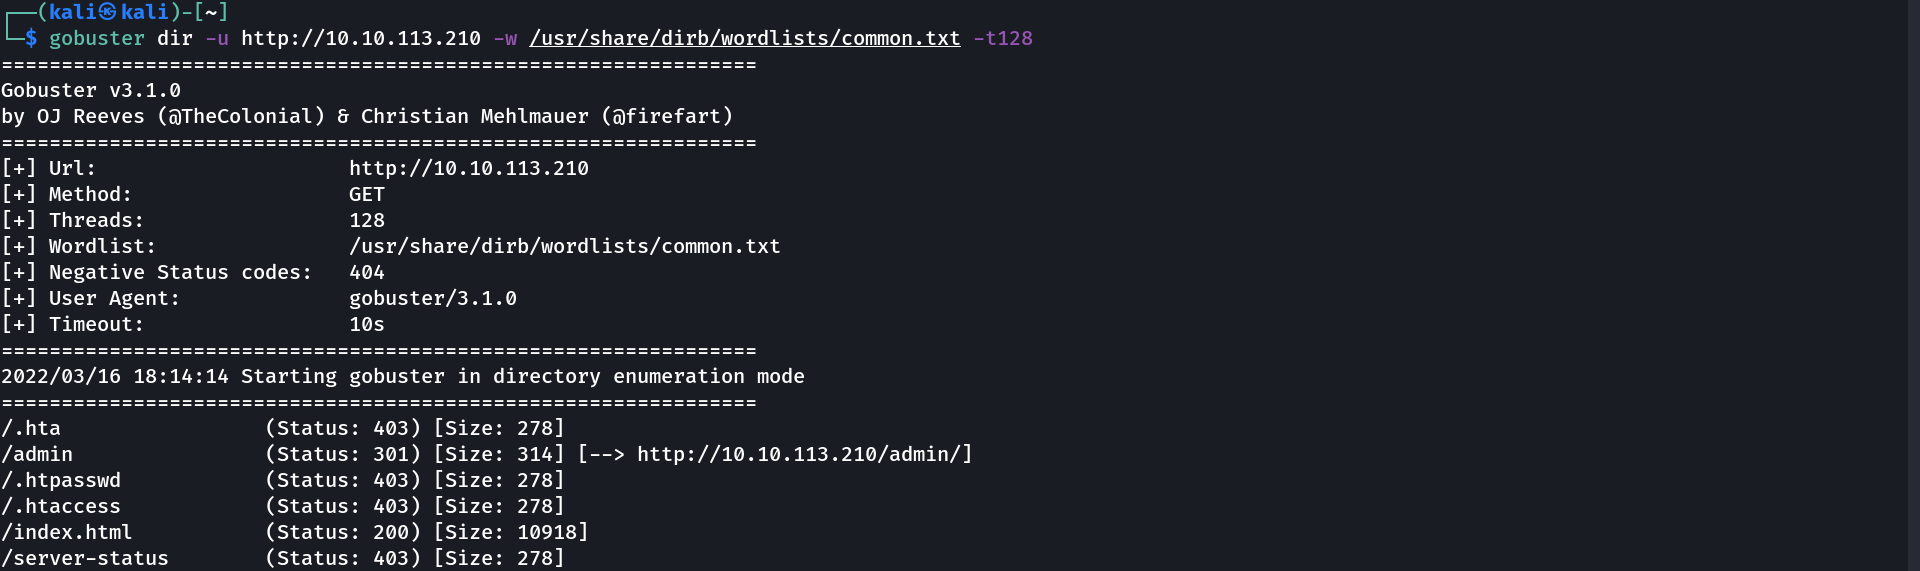 ┌──(kali㉿kali)-[~]
└─$ gobuster dir -u http://10.10.113.210 -w /usr/share/dirb/wordlists/common.txt -t128
===============================================================
Gobuster v3.1.0
by OJ Reeves (@TheColonial) & Christian Mehlmauer (@firefart)
===============================================================
[+] Url:                     http://10.10.113.210
[+] Method:                  GET
[+] Threads:                 128
[+] Wordlist:                /usr/share/dirb/wordlists/common.txt
[+] Negative Status codes:   404
[+] User Agent:              gobuster/3.1.0
[+] Timeout:                 10s
===============================================================
2022/03/16 18:14:14 Starting gobuster in directory enumeration mode
===============================================================
/.hta                 (Status: 403) [Size: 278]
/admin                (Status: 301) [Size: 314] [--> http://10.10.113.210/admin/]
/.htpasswd            (Status: 403) [Size: 278]
/.htaccess            (Status: 403) [Size: 278]
/index.html           (Status: 200) [Size: 10918]
/server-status        (Status: 403) [Size: 278]